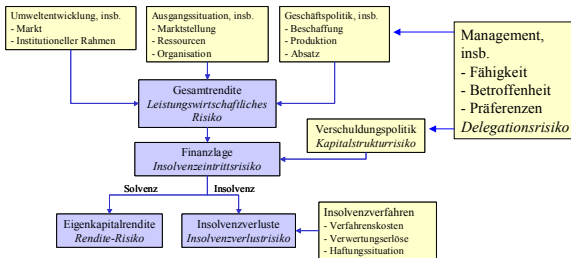 Umweltentwicklung, insb.
- Markt
- Institutioneller Rahmen
Ausgangssituation, insb.
- Marktstellung
- Ressourcen
- Organisation
Geschäftspolitik, insb.
- Beschaffung
- Produktion
- Absatz
Management,
insb.
- Fähigkeit
- Betroffenheit
- Präferenzen
Delegationsrisiko
Gesamtrendite
Leistungswirtschaftliches
Risiko
Verschuldungspolitik
Kapitalstrukturrisiko
Finanzlage
Insolvenzeintrittsrisiko
Solvenz
Insolvenz
Eigenkapitalrendite
Rendite-Risiko
Insolvenzverluste
Insolvenzverlustrisiko
Insolvenzverfahren
- Verfahrenskosten
- Verwertungserlöse
- Haftungssituation